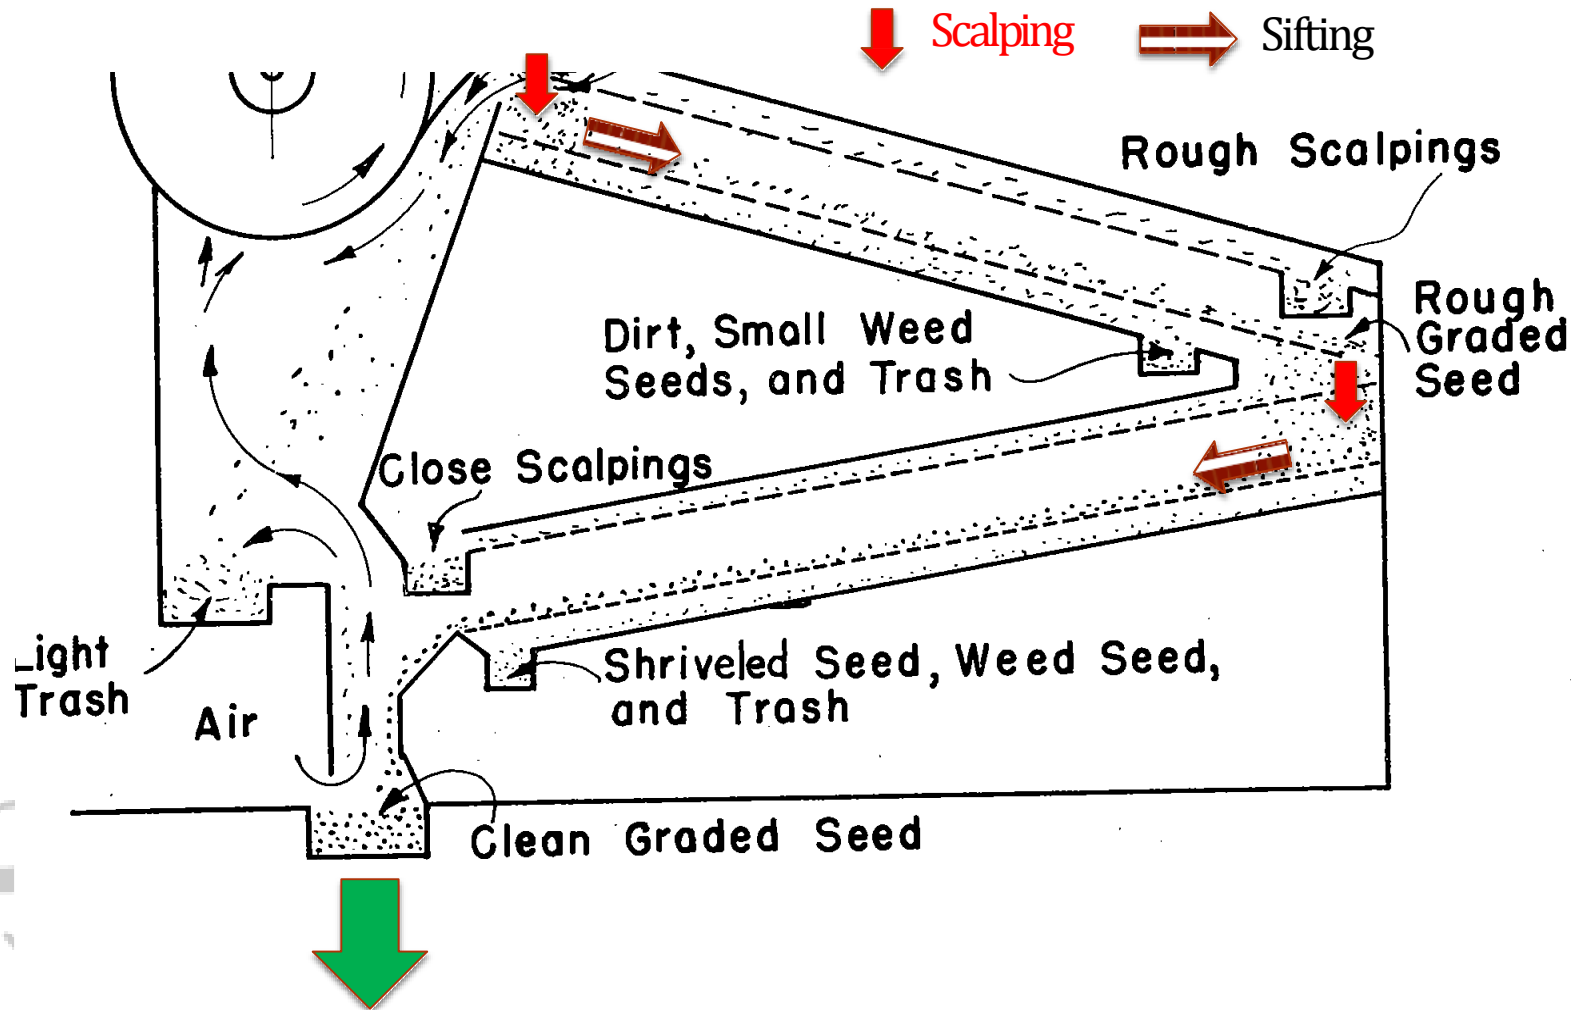 Scalping
Sifting
Rough Scalpings
Rough
Graded
Seed
Dirt, Small Weed
Seeds, and Trash
Close Scalpings
Light
Trash
Air
Shriveled Seed, Weed Seed,
and Trash
Clean Graded Seed